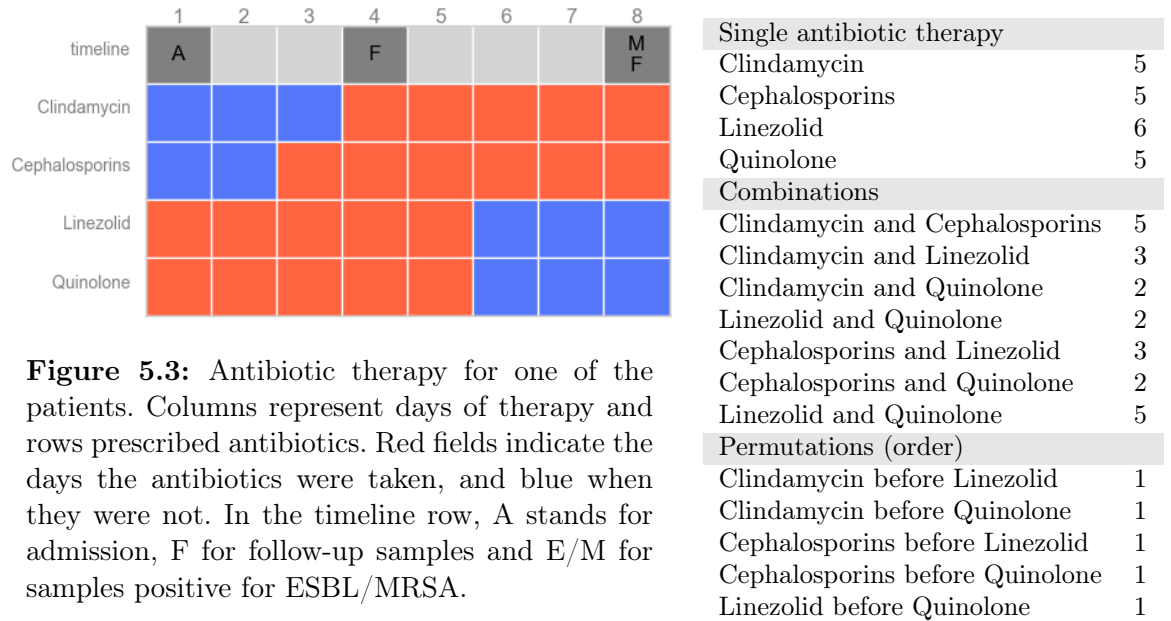 1 2 3 4 5 6 7 8
timeline A F M F
Clindamycin
Cephalosporins
Linezolid
Quinolone
Figure 5.3: Antibiotic therapy for one of the
patients. Columns represent days of therapy and
rows prescribed antibiotics. Red fields indicate the
days the antibiotics were taken, and blue when
they were not. In the timeline row, A stands for
admission, F for follow-up samples and E/M for
samples positive for ESBL/MRSA.
Single antibiotic therapy
Clindamycin 5
Cephalosporins 5
Linezolid 6
Quinolone 5
Combinations
Clindamycin and Cephalosporins 5
Clindamycin and Linezolid 3
Clindamycin and Quinolone 2
Linezolid and Quinolone 2
Cephalosporins and Linezolid 3
Cephalosporins and Quinolone 2
Linezolid and Quinolone 5
Permutations (order)
Clindamycin before Linezolid 1
Clindamycin before Quinolone 1
Cephalosporins before Linezolid 1
Cephalosporins before Quinolone 1
Linezolid before Quinolone 1